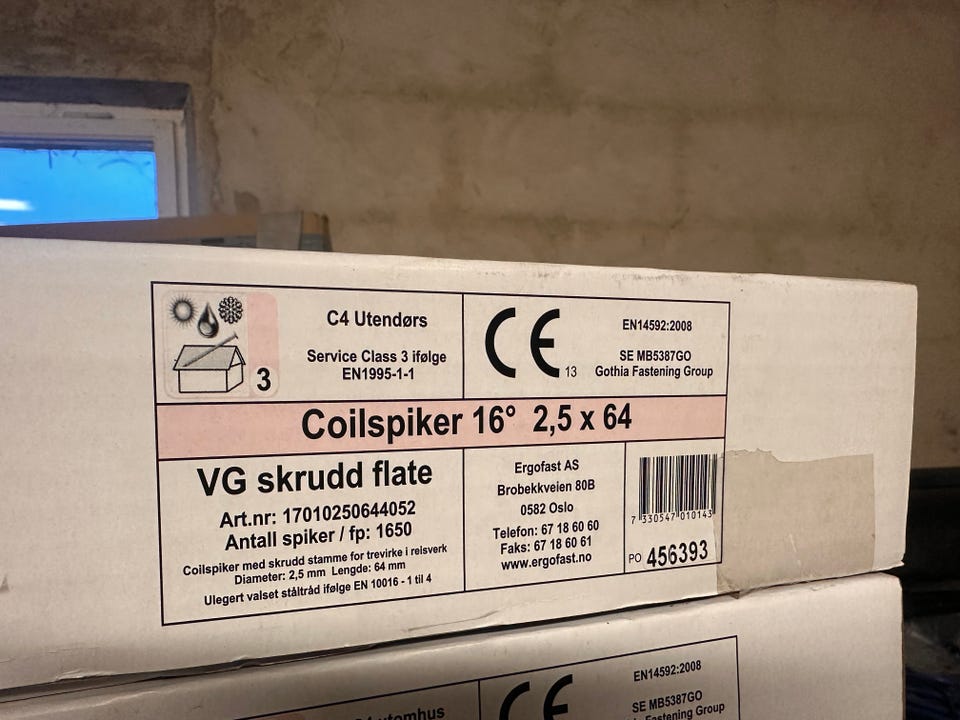 3
C4 Utendørs
Service Class 3 ifølge
EN1995-1-1
CE
13
EN14592:2008
SE MB5387GO
Gothia Fastening Group
Coilspiker 16° 2,5 x 64
VG skrudd flate
Art.nr: 17010250644052
Antall spiker / fp: 1650
Coilspiker med skrudd stamme for trevirke i reisverk
Diameter: 2,5 mm Lengde: 64 mm
Ulegert valset ståltråd ifølge EN 10016 - 1 til 4
Ergofast AS
Brobekkveien 80B
0582 Oslo
Telefon: 67 18 60 60
Faks: 67 18 60 61
www.ergofast.no
7 330547 010143
PO 456393
CE
EN14592:2008
SE MB5387GO
Fastening Group